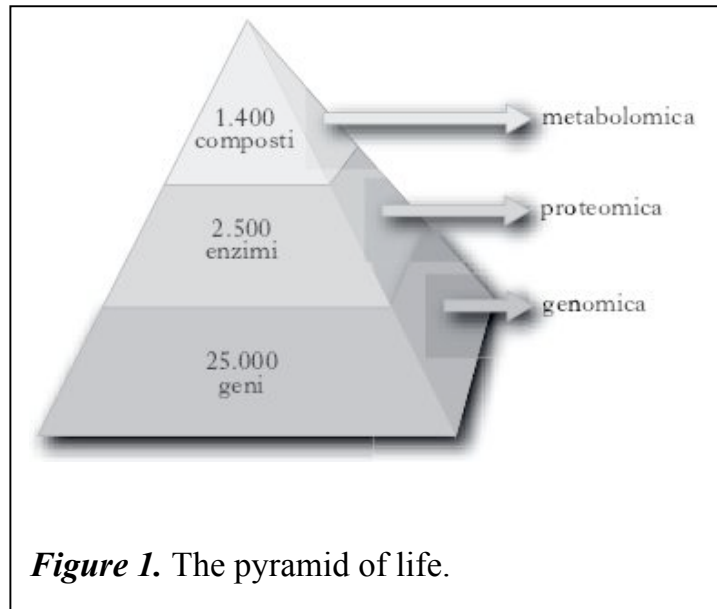 1.400
composti
metabolomica
2.500
enzimi
proteomica
25.000
geni
genomica
Figure 1. The pyramid of life.